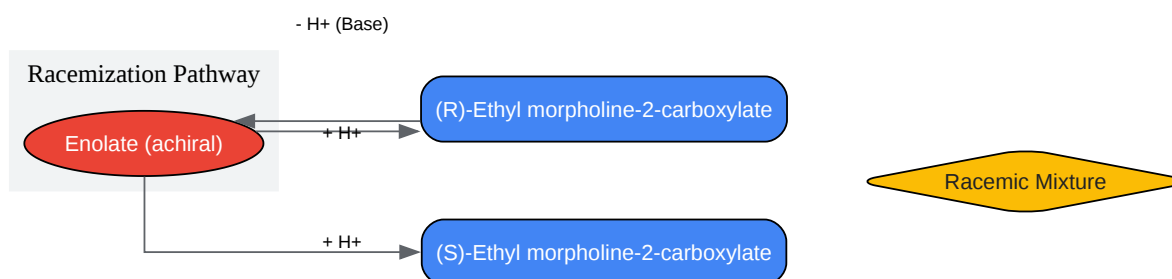 - H+ (Base)
Racemization Pathway
(R)-Ethyl morpholine-2-carboxylate
Enolate (achiral)
+ H+
Racemic Mixture
+ H+
(S)-Ethyl morpholine-2-carboxylate